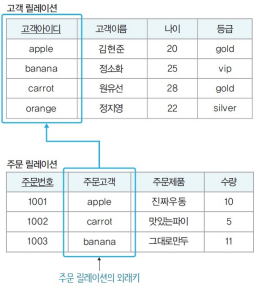 고객 릴레이션
고객아이디 고객이름 나이 등급
apple 김현준 20 gold
banana 정소화 25 vip
carrot 원유선 28 gold
orange 정지영 22 silver
주문 릴레이션
주문번호 주문고객 주문제품 수량
1001 apple 진짜우동 10
1002 carrot 맛있는파이 5
1003 banana 그대로만두 11
주문 릴레이션의 외래키